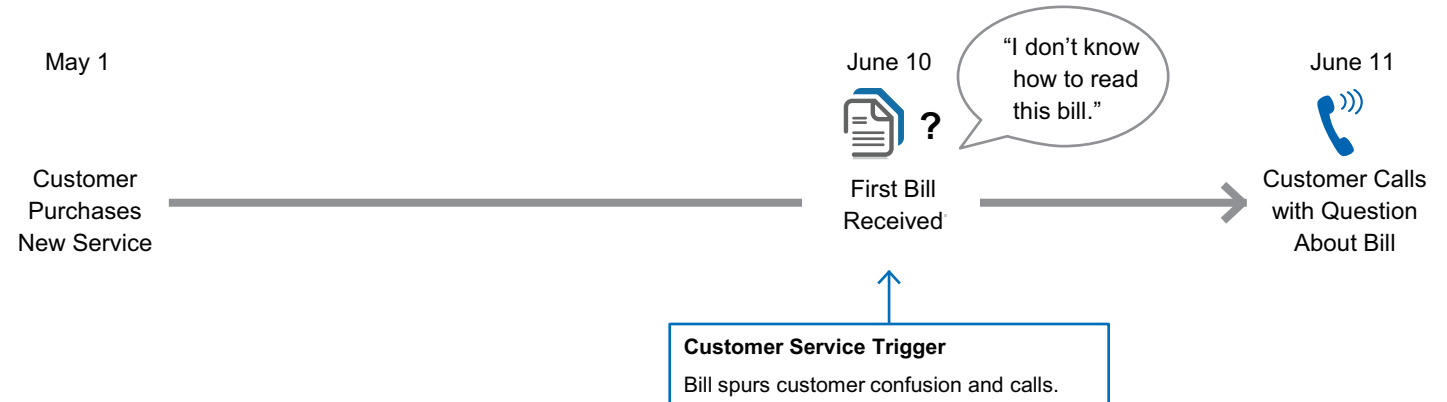 May 1
June 10
“I don’t know
how to read
this bill.”
June 11
?
Customer
Purchases
New Service
First Bill
Received
Customer Calls
with Question
About Bill
Customer Service Trigger
Bill spurs customer confusion and calls.